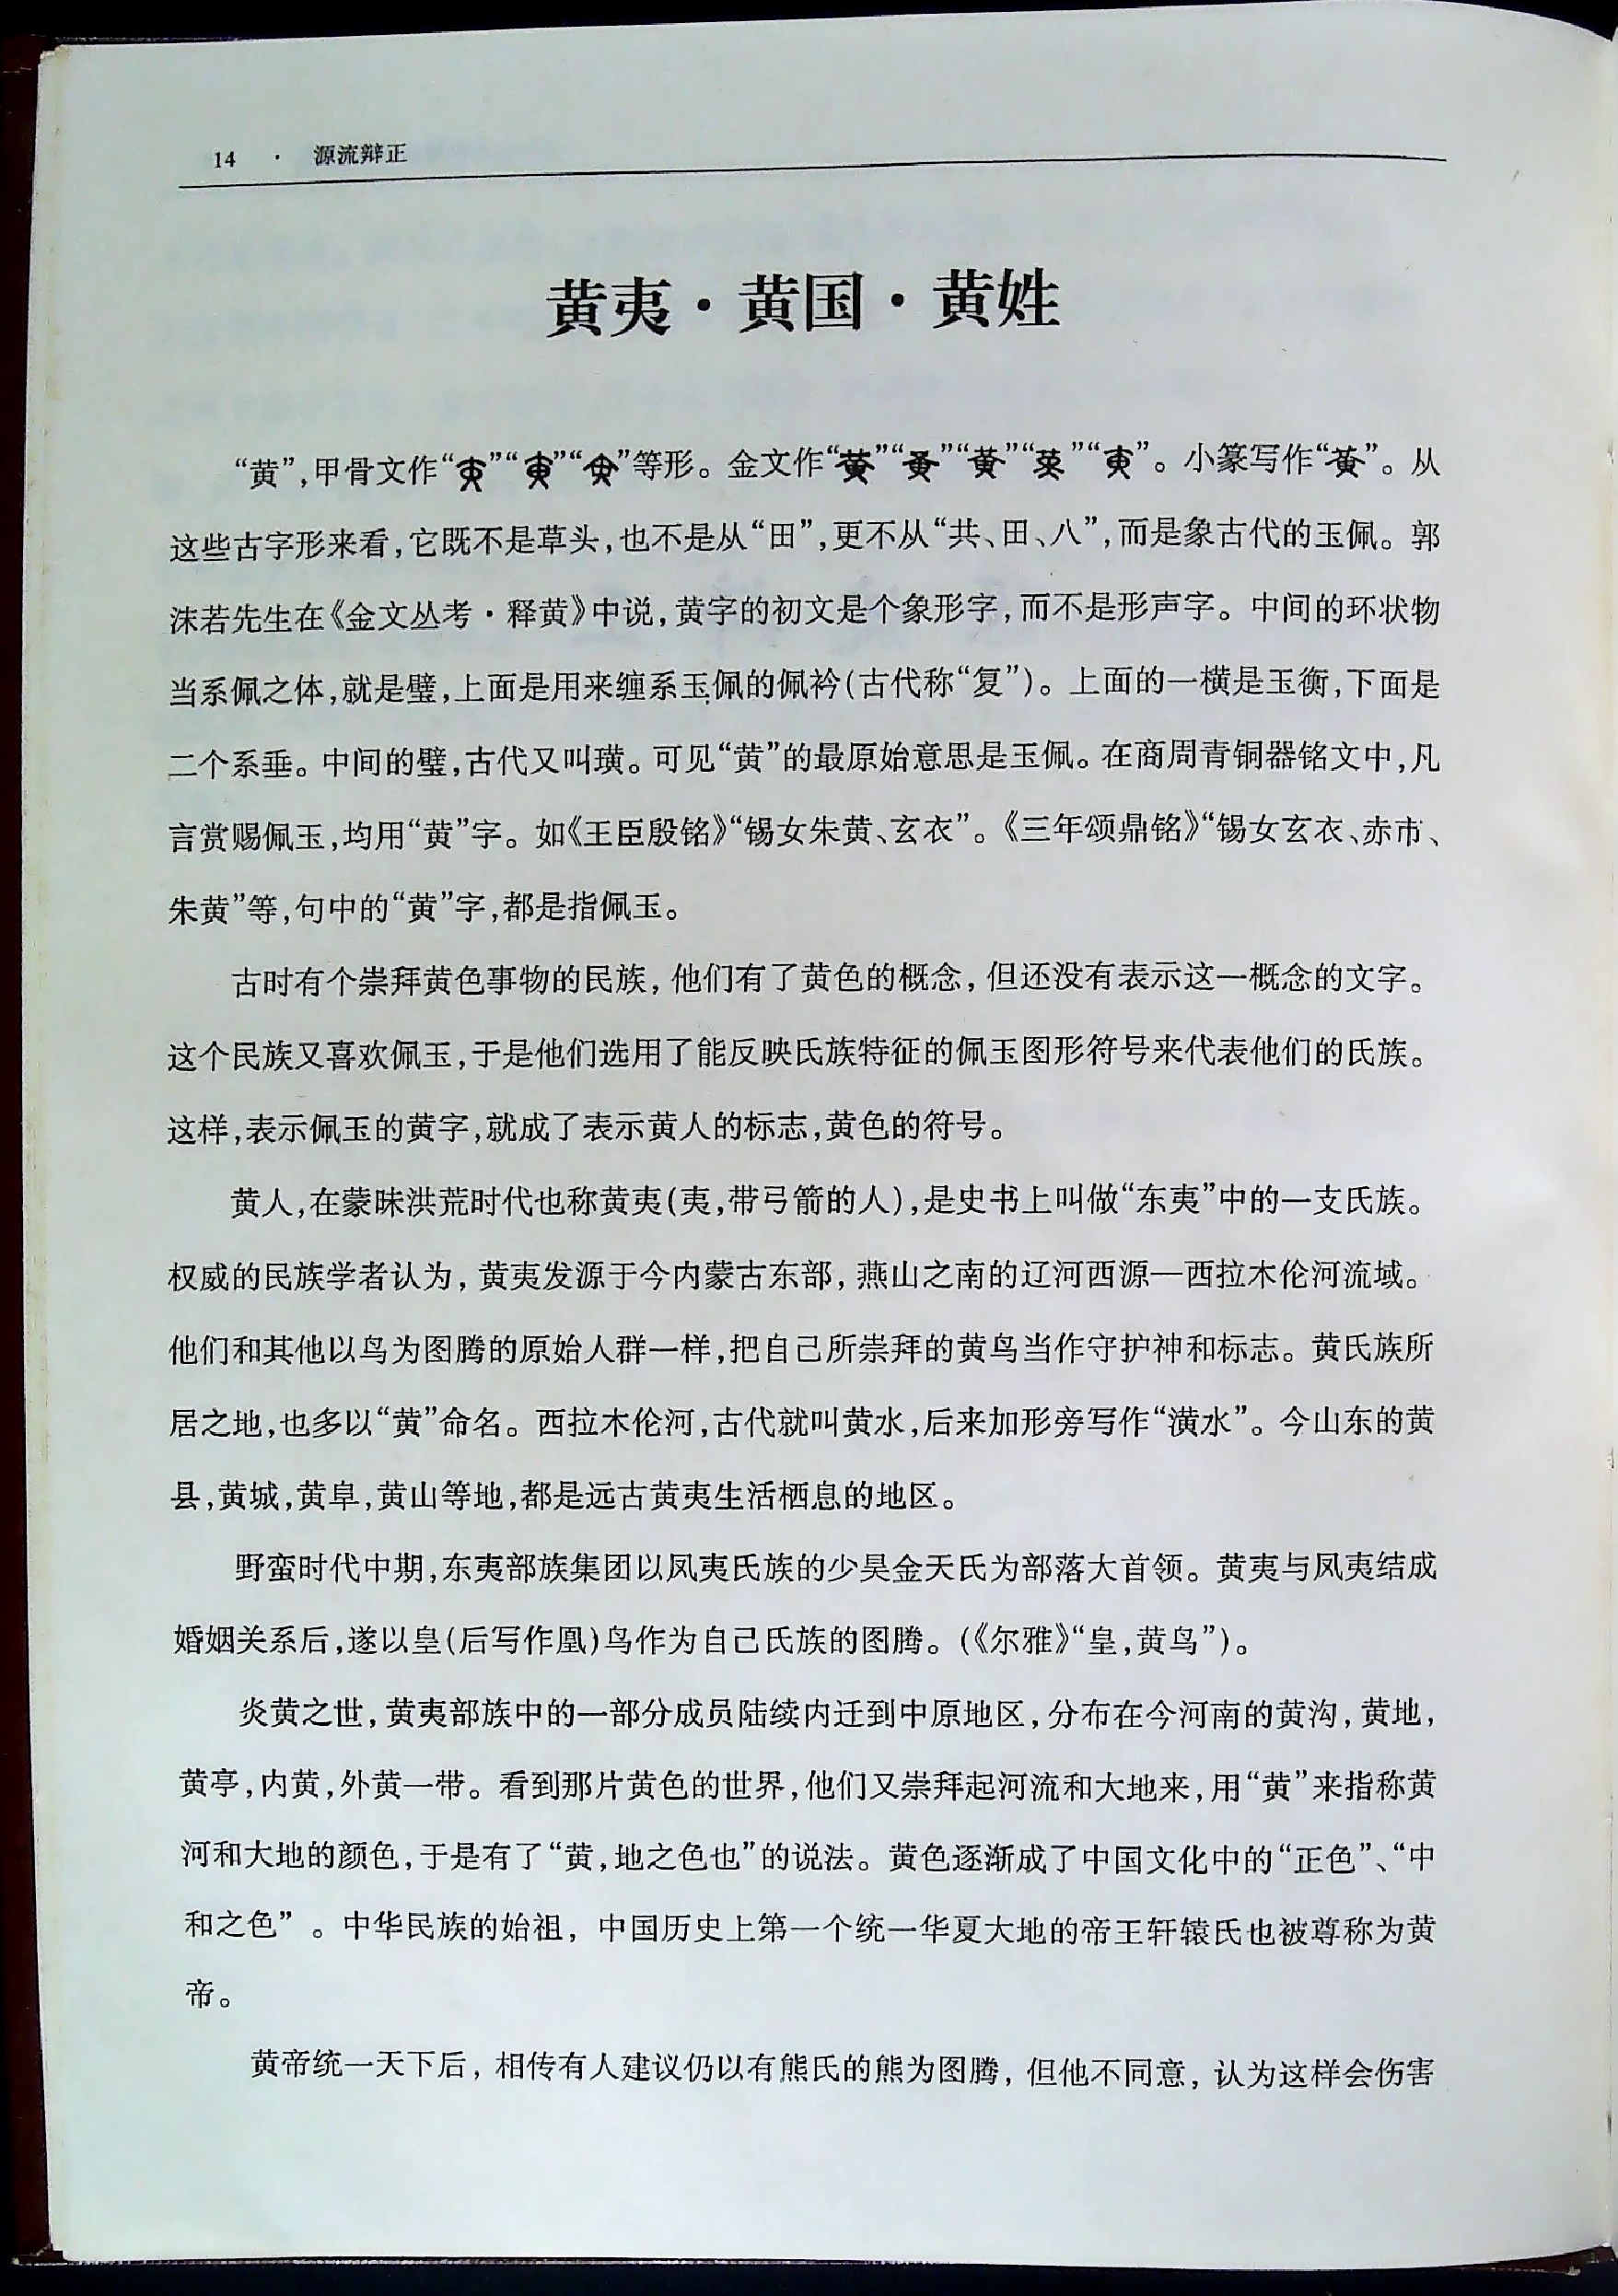 14 · 源流辩正
黄夷·黄国·黄姓
“黄”,甲骨文作“”“”“”等形。金文作“”“”“”“”“”。小篆写作“”。从
这些古字形来看,它既不是草头,也不是从“田”,更不从“共、田、八”,而是象古代的玉佩。郭
沫若先生在《金文丛考·释黄》中说,黄字的初文是个象形字,而不是形声字。中间的环状物
当系佩之体,就是璧,上面是用来缠系玉佩的佩衿(古代称“复”)。上面的一横是玉衡,下面是
二个系垂。中间的璧,古代又叫璜。可见“黄”的最原始意思是玉佩。在商周青铜器铭文中,凡
言赏赐佩玉,均用“黄”字。如《王臣殷铭》“锡女朱黄、玄衣”。《三年颂鼎铭》“锡女玄衣、赤市、
朱黄”等,句中的“黄”字,都是指佩玉。
古时有个崇拜黄色事物的民族,他们有了黄色的概念,但还没有表示这一概念的文字。
这个民族又喜欢佩玉,于是他们选用了能反映氏族特征的佩玉图形符号来代表他们的氏族。
这样,表示佩玉的黄字,就成了表示黄人的标志,黄色的符号。
黄人,在蒙昧洪荒时代也称黄夷(夷,带弓箭的人),是史书上叫做“东夷”中的一支氏族。
权威的民族学者认为,黄夷发源于今内蒙古东部,燕山之南的辽河西源—西拉木伦河流域。
他们和其他以鸟为图腾的原始人群一样,把自己所崇拜的黄鸟当作守护神和标志。黄氏族所
居之地,也多以“黄”命名。西拉木伦河,古代就叫黄水,后来加形旁写作“潢水”。今山东的黄
县,黄城,黄阜,黄山等地,都是远古黄夷生活栖息的地区。
野蛮时代中期,东夷部族集团以凤夷氏族的少昊金天氏为部落大首领。黄夷与凤夷结成
婚姻关系后,遂以皇(后写作凰)鸟作为自己氏族的图腾。(《尔雅》“皇,黄鸟”)。
炎黄之世,黄夷部族中的一部分成员陆续内迁到中原地区,分布在今河南的黄沟,黄地,
黄亭,内黄,外黄一带。看到那片黄色的世界,他们又崇拜起河流和大地来,用“黄”来指称黄
河和大地的颜色,于是有了“黄,地之色也”的说法。黄色逐渐成了中国文化中的“正色”、“中
和之色”。中华民族的始祖,中国历史上第一个统一华夏大地的帝王轩辕氏也被尊称为黄
帝。
黄帝统一天下后,相传有人建议仍以有熊氏的熊为图腾,但他不同意,认为这样会伤害